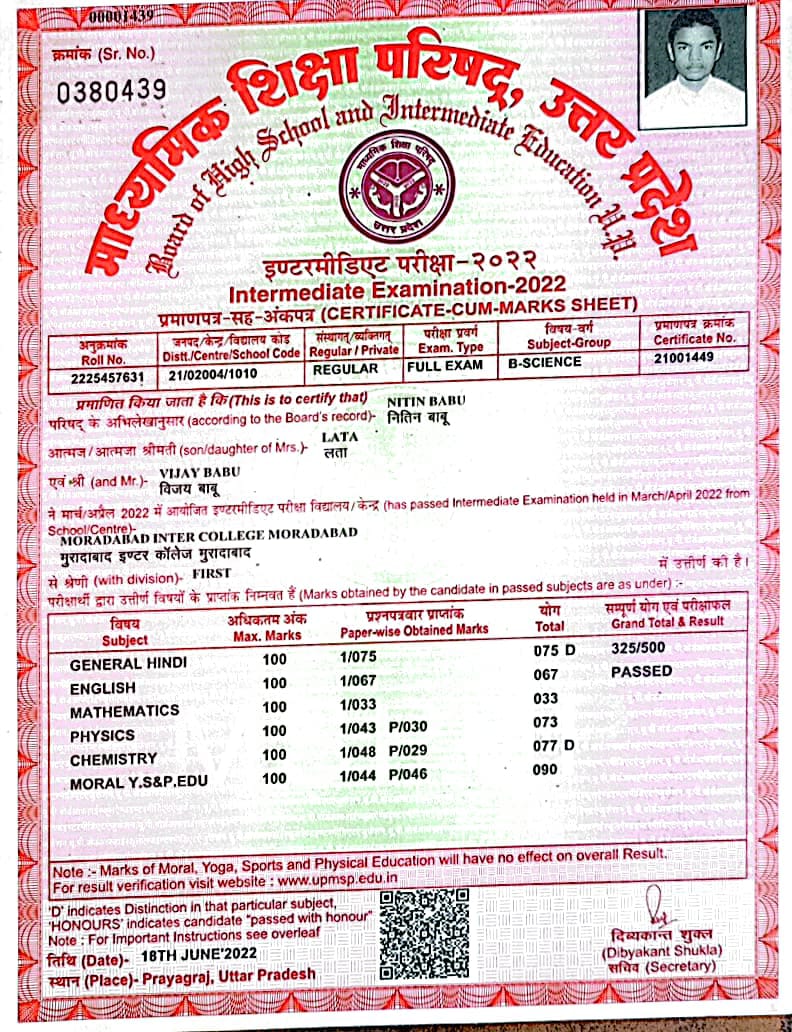 00001439
क्रमांक (Sr. No.)
0380439
माध्यमिक शिक्षा परिषद्, उत्तर प्रदेश
Board of High School and Intermediate Education U.P.
माध्यमिक शिक्षा परिषद
उत्तर प्रदेश
इण्टरमीडिएट परीक्षा-२०२२
Intermediate Examination-2022
प्रमाणपत्र-सह-अंकपत्र (CERTIFICATE-CUM-MARKS SHEET)
अनुक्रमांक जनपद/केन्द्र/विद्यालय कोड संस्थागत/व्यक्तिगत परीक्षा प्रवर्ग विषय-वर्ग प्रमाणपत्र क्रमांक
Roll No. Distt./Centre/School Code Regular / Private Exam. Type Subject-Group Certificate No.
2225457631 21/02004/1010 REGULAR FULL EXAM B-SCIENCE 21001449
प्रमाणित किया जाता है कि(This is to certify that) NITIN BABU
परिषद् के अभिलेखानुसार (according to the Board's record)- नितिन बाबू
LATA
आत्मज/आत्मजा श्रीमती (son/daughter of Mrs.)- लता
VIJAY BABU
एवं श्री (and Mr.)- विजय बाबू
ने मार्च/अप्रैल 2022 में आयोजित इण्टरमीडिएट परीक्षा विद्यालय/केन्द्र (has passed Intermediate Examination held in March/April 2022 from
School/Centre)-
MORADABAD INTER COLLEGE MORADABAD
मुरादाबाद इण्टर कॉलेज मुरादाबाद
में उत्तीर्ण की है।
से श्रेणी (with division)- FIRST
परीक्षार्थी द्वारा उत्तीर्ण विषयों के प्राप्तांक निम्नवत हैं (Marks obtained by the candidate in passed subjects are as under) :-
विषय अधिकतम अंक प्रश्नपत्रवार प्राप्तांक योग सम्पूर्ण योग एवं परीक्षाफल
Subject Max. Marks Paper-wise Obtained Marks Total Grand Total & Result
GENERAL HINDI 100 1/075 075 D 325/500
ENGLISH 100 1/067 067 PASSED
MATHEMATICS 100 1/033 033
PHYSICS 100 1/043 P/030 073
CHEMISTRY 100 1/048 P/029 077 D
MORAL Y.S&P.EDU 100 1/044 P/046 090
Note :- Marks of Moral, Yoga, Sports and Physical Education will have no effect on overall Result.
For result verification visit website : www.upmsp.edu.in
'D' indicates Distinction in that particular subject,
'HONOURS' indicates candidate "passed with honour"
Note : For Important Instructions see overleaf
तिथि (Date)- 18TH JUNE'2022
स्थान (Place)- Prayagraj, Uttar Pradesh
दिव्यकान्त शुक्ल
(Dibyakant Shukla)
सचिव (Secretary)